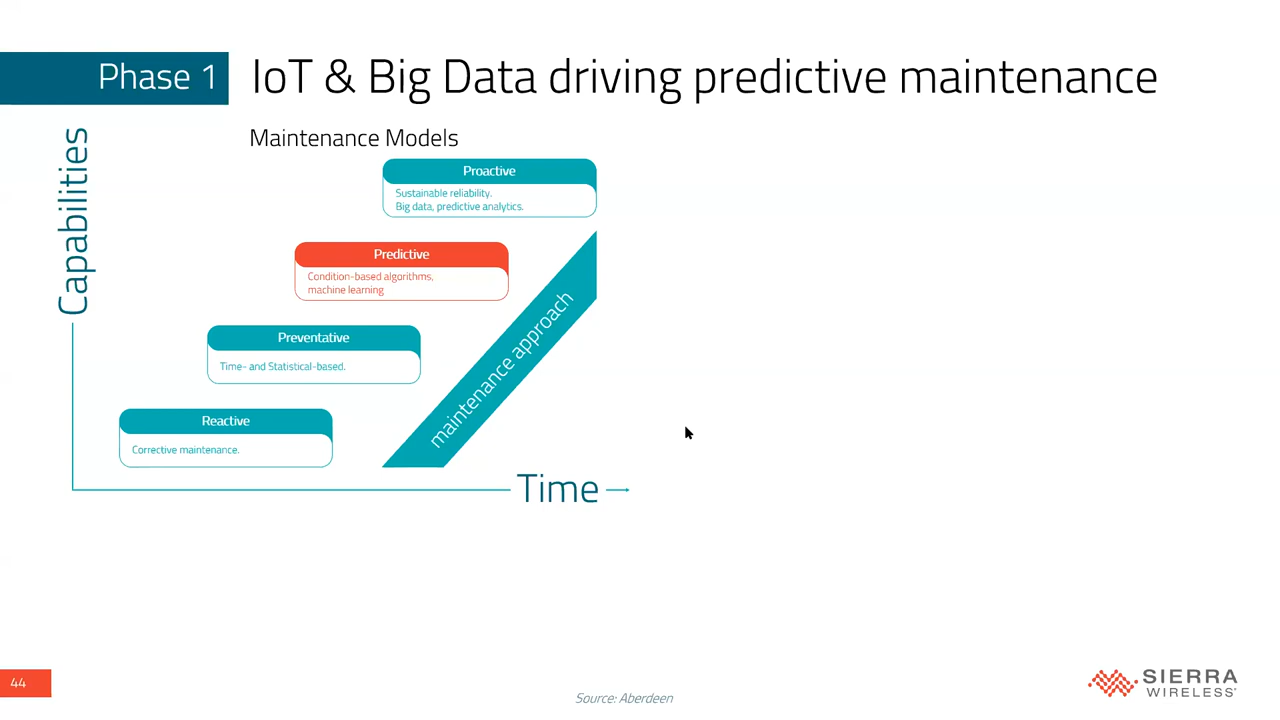 Phase 1
IoT & Big Data driving predictive maintenance
Maintenance Models
Capabilities
Proactive
Sustainable reliability.
Big data, predictive analytics.
Predictive
Condition-based algorithms,
machine learning
Preventative
Time- and Statistical-based.
Reactive
Corrective maintenance.
maintenance approach
Time
44
Source: Aberdeen
SIERRA
WIRELESS